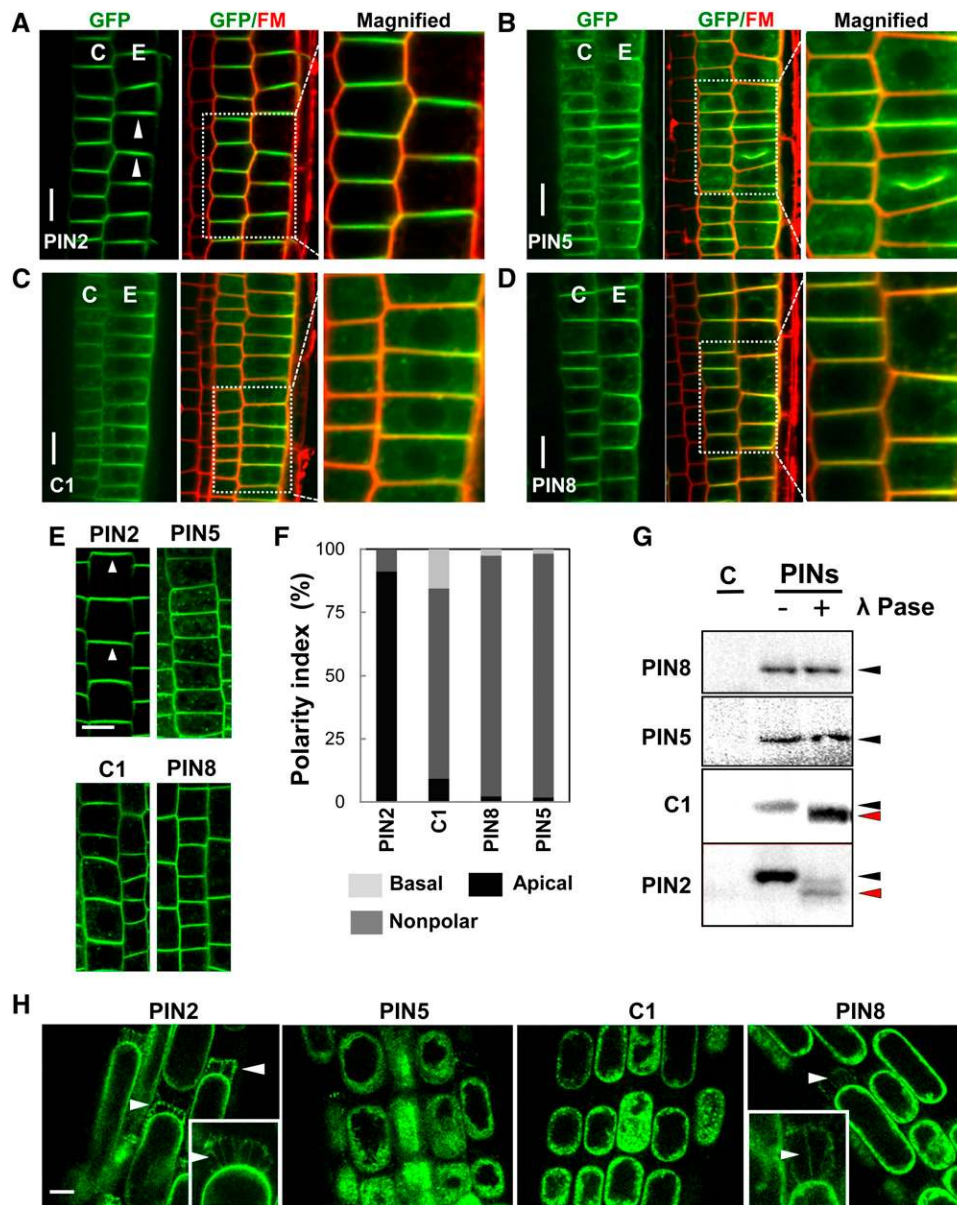 A GFP GFP/FM Magnified
C E
PIN2
B GFP GFP/FM Magnified
C E
PIN5
C
C E
C1
D
C E
PIN8
E PIN2 PIN5
C1 PIN8
F
Polarity index (%)
100
75
50
25
0
PIN2 C1 PIN8 PIN5
Basal Apical
Nonpolar
G
C PINs
- + λ Pase
PIN8
PIN5
C1
PIN2
H PIN2 PIN5 C1 PIN8